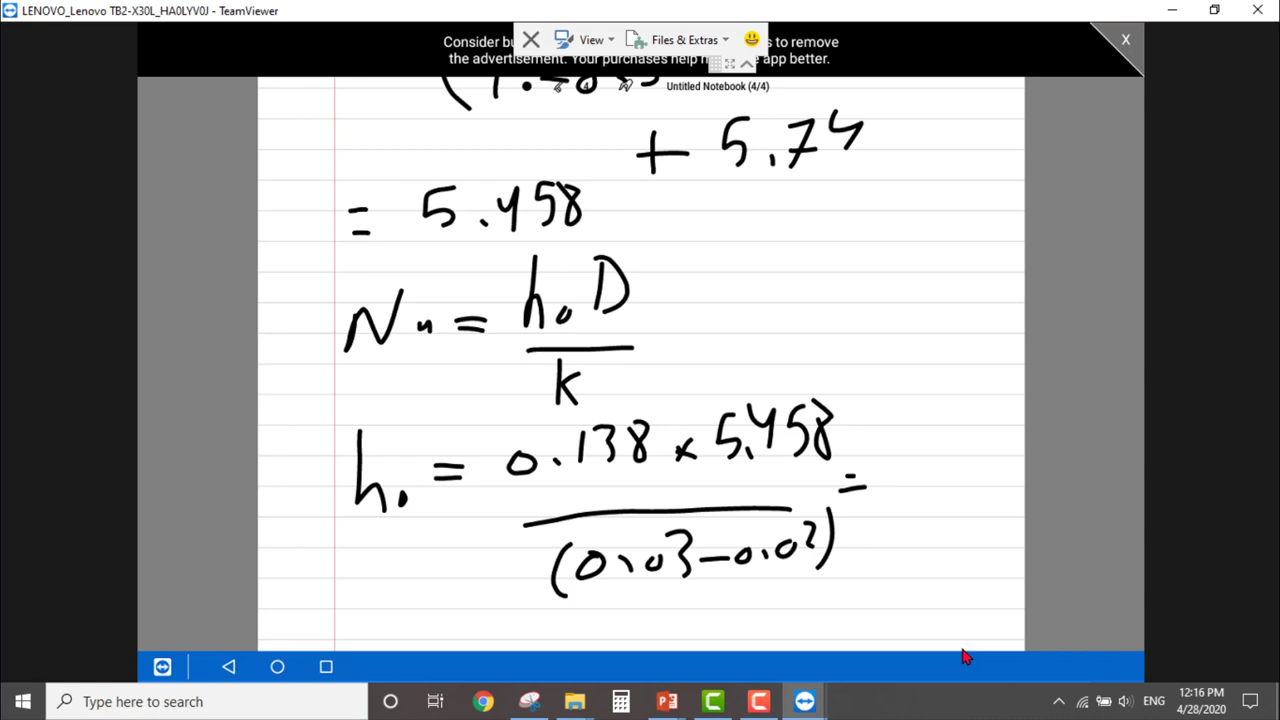 LENOVO_Lenovo TB2-X30L_HA0LYV0J - TeamViewer
View
Files & Extras
Consider bu
s to remove
the advertisement. Your purchases help
e app better.
Untitled Notebook (4/4)
+ 5.74
= 5.458
Nu = hoD
k
ho = 0.138 × 5.458 =
(0.03 - 0.02)
Type here to search
ENG
12:16 PM
4/28/2020